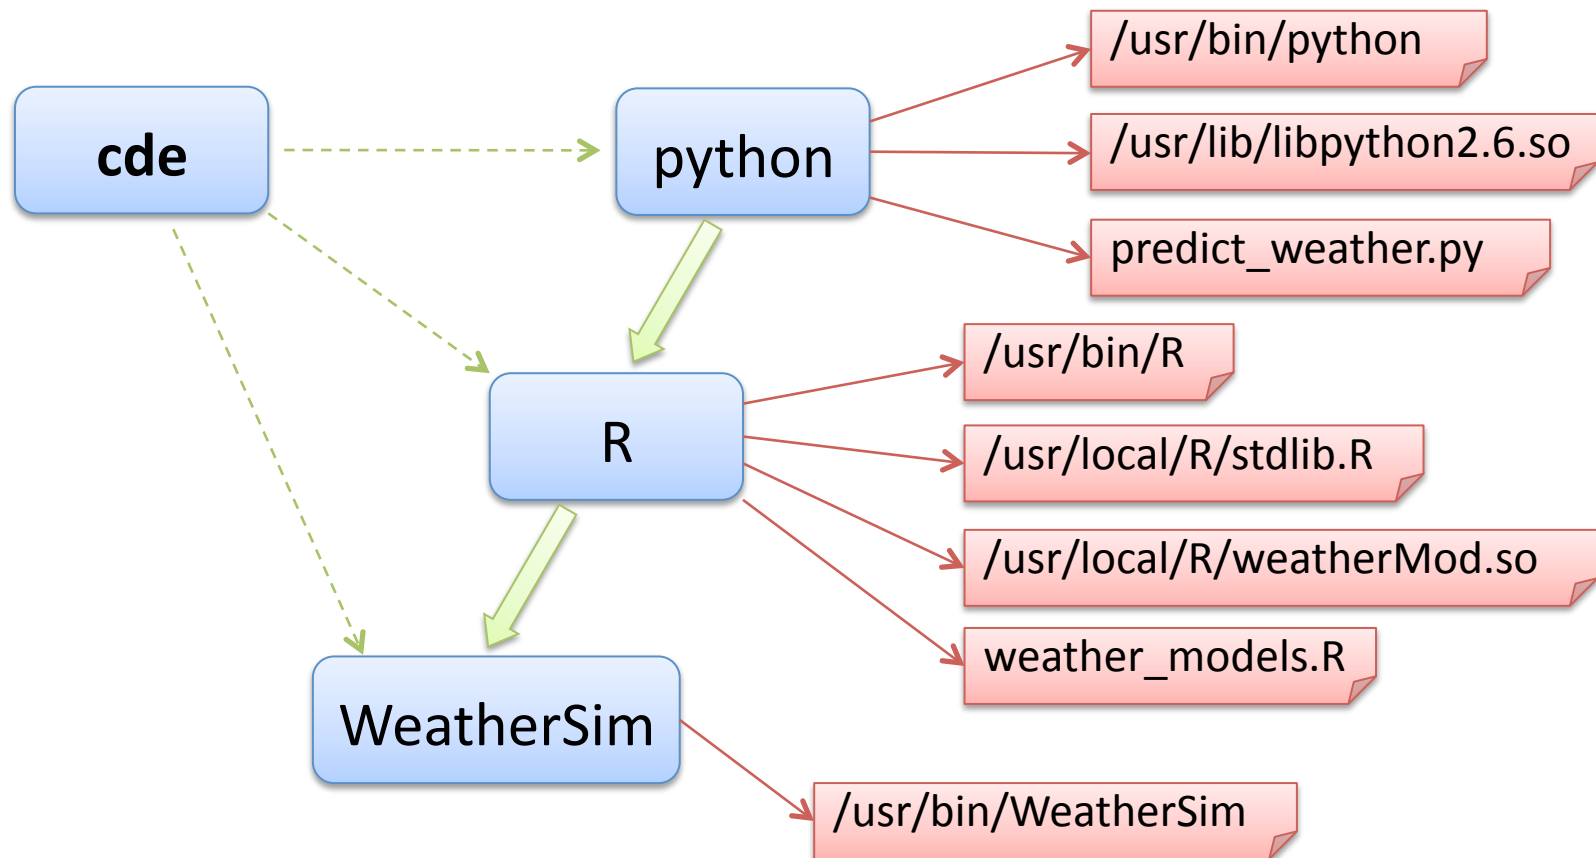 cde
python
/usr/bin/python
/usr/lib/libpython2.6.so
predict_weather.py
R
/usr/bin/R
/usr/local/R/stdlib.R
/usr/local/R/weatherMod.so
weather_models.R
WeatherSim
/usr/bin/WeatherSim